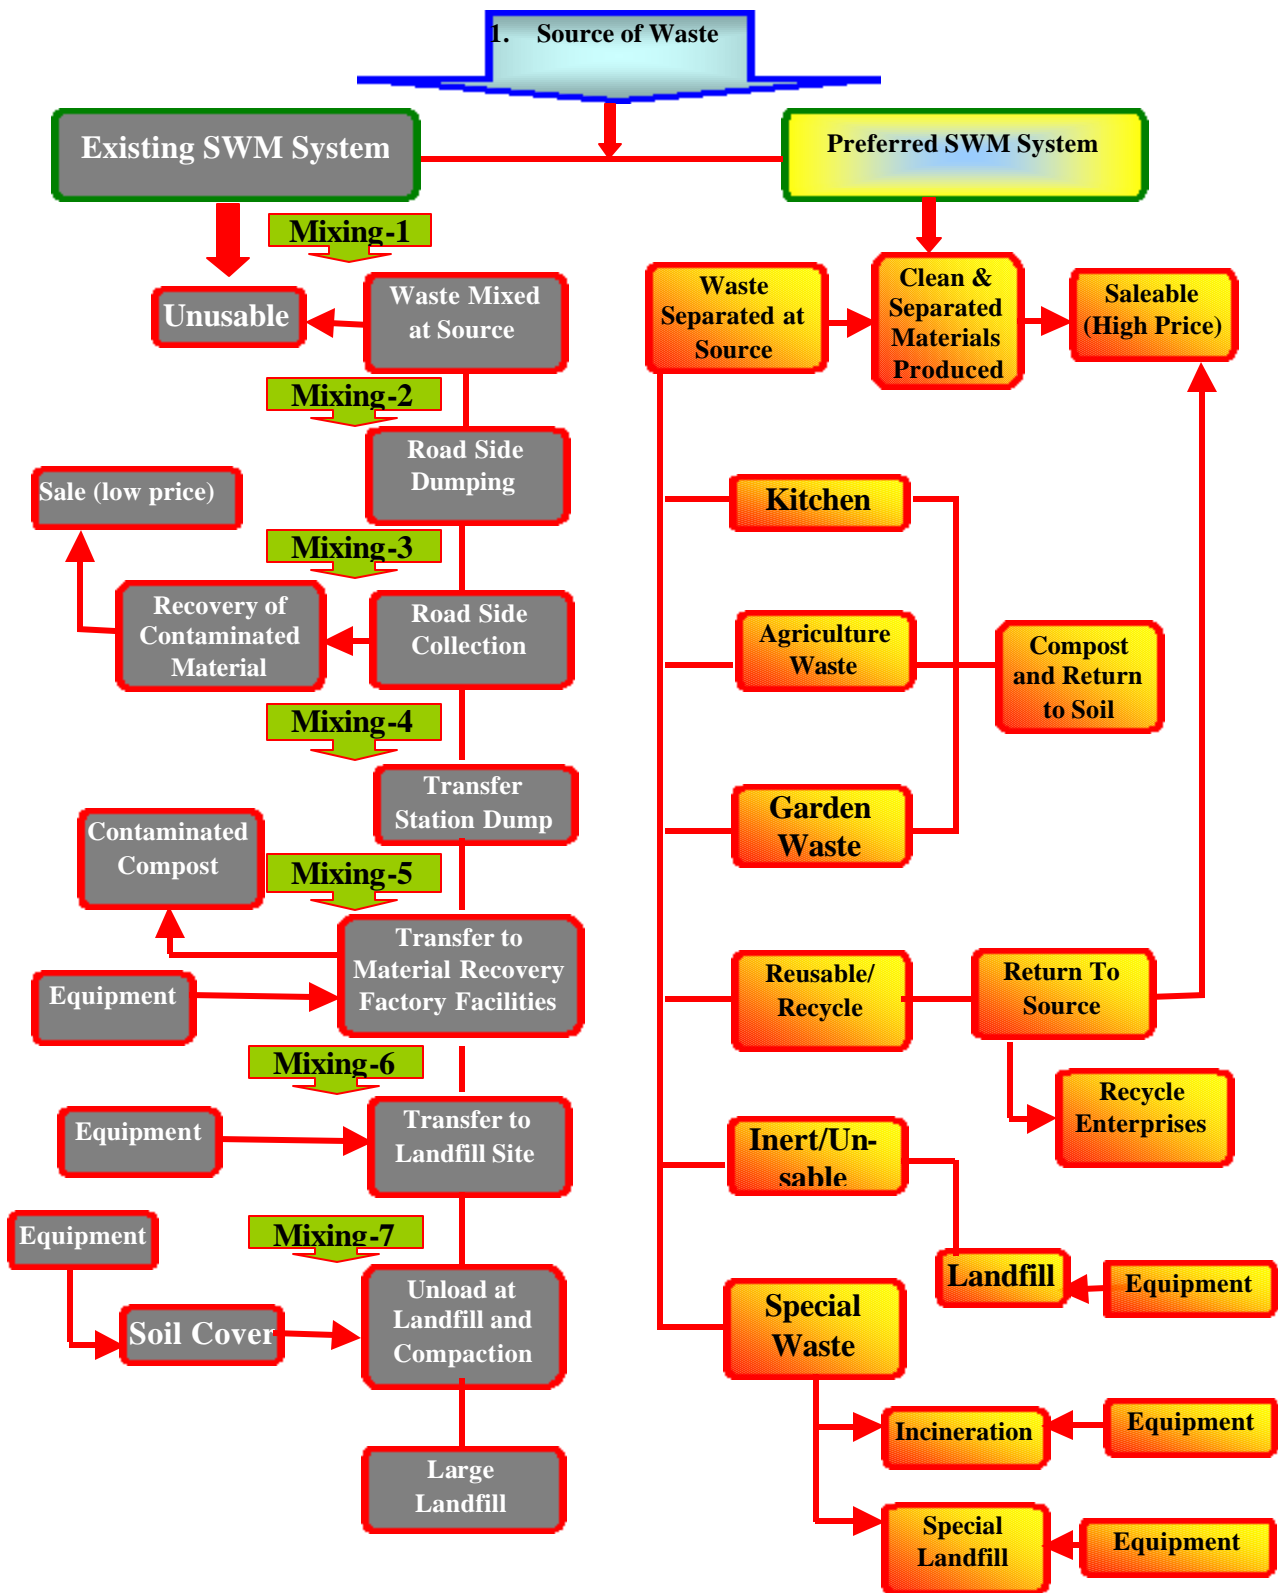 1. Source of Waste
Existing SWM System
Preferred SWM System
Mixing-1
Unusable
Waste Mixed
at Source
Mixing-2
Road Side
Dumping
Sale (low price)
Mixing-3
Recovery of
Contaminated
Material
Road Side
Collection
Mixing-4
Transfer
Station Dump
Contaminated
Compost
Mixing-5
Transfer to
Material Recovery
Factory Facilities
Equipment
Mixing-6
Equipment
Transfer to
Landfill Site
Equipment
Mixing-7
Soil Cover
Unload at
Landfill and
Compaction
Large
Landfill
Waste
Separated at
Source
Clean &
Separated
Materials
Produced
Saleable
(High Price)
Kitchen
Agriculture
Waste
Compost
and Return
to Soil
Garden
Waste
Reusable/
Recycle
Return To
Source
Recycle
Enterprises
Inert/Un-
sable
Landfill
Equipment
Special
Waste
Incineration
Equipment
Special
Landfill
Equipment